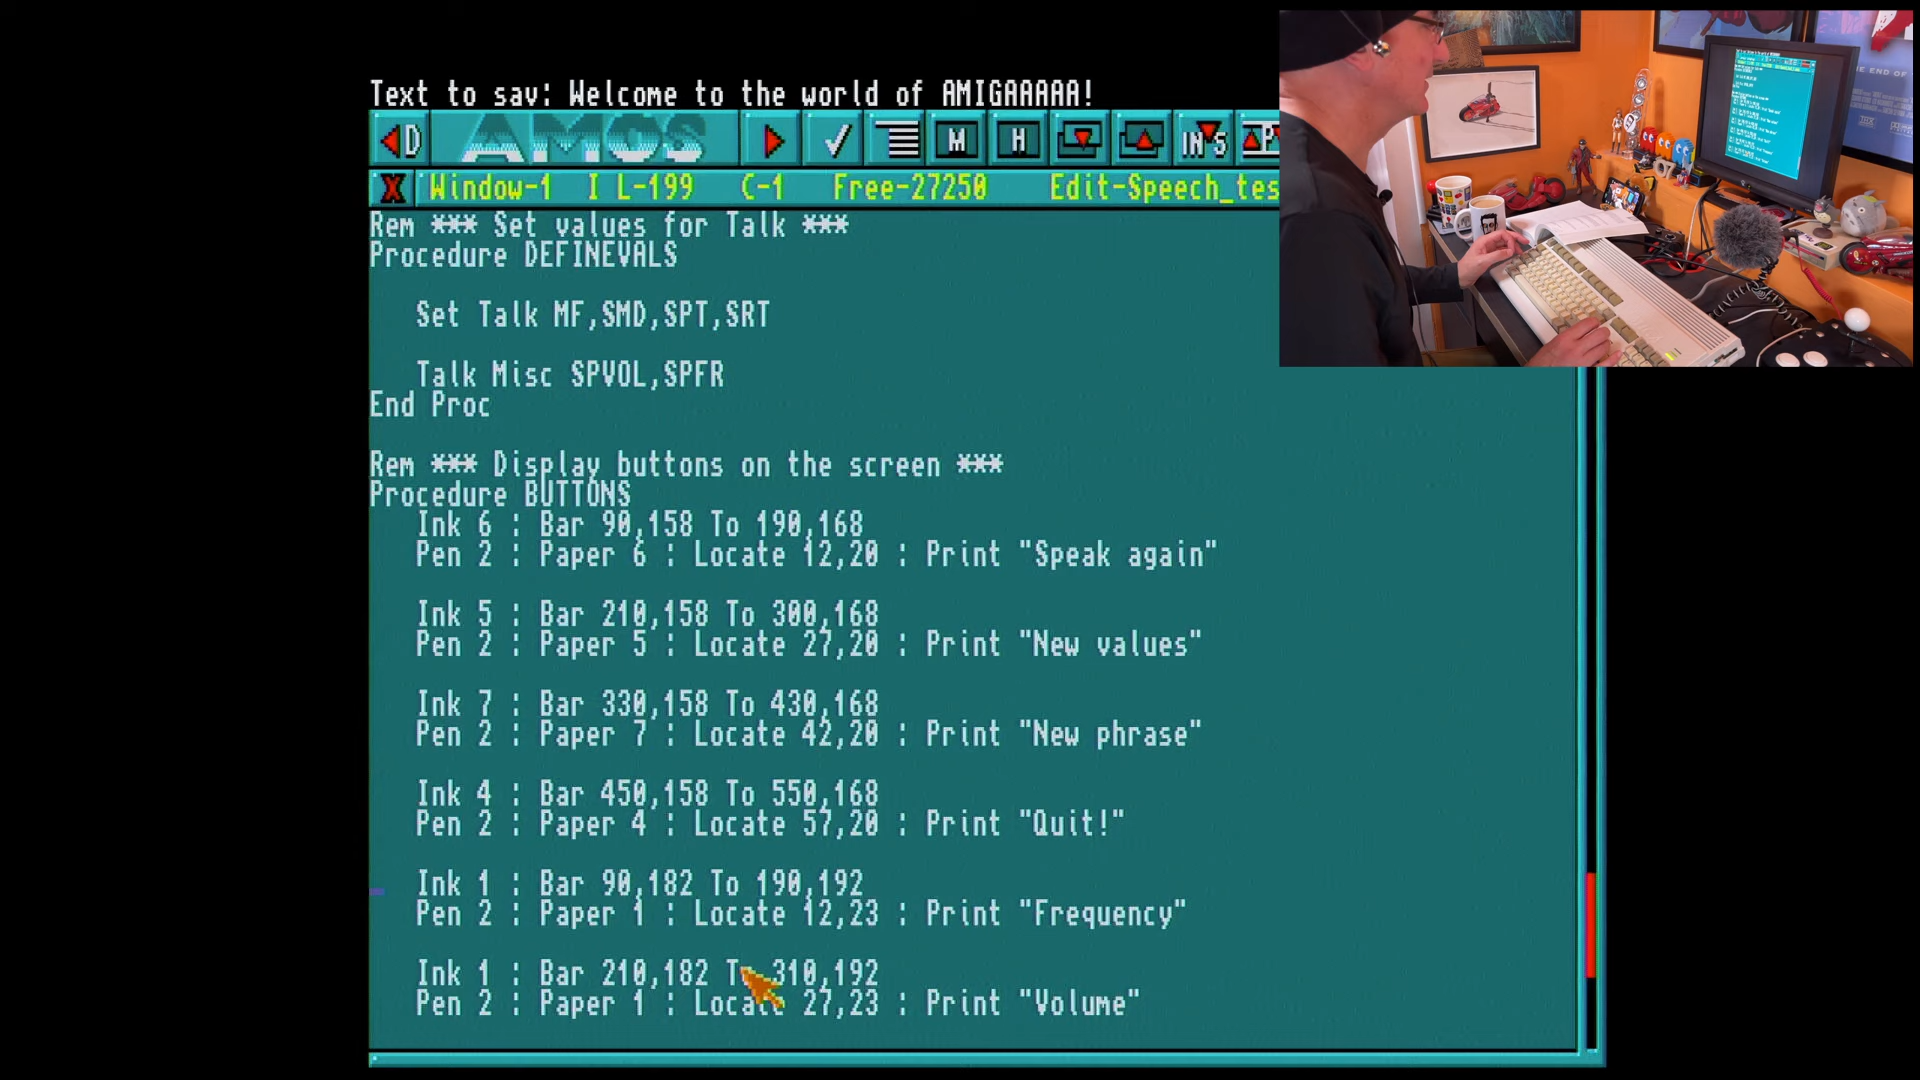 Text to say: Welcome to the world of AMIGAAAAA!
D AMOS M H INS P
X Window-1 I L-199 C-1 Free-27250 Edit-Speech_tes
Rem *** Set values for Talk ***
Procedure DEFINEVALS
Set Talk MF,SMD,SPT,SRT
Talk Misc SPVOL,SPFR
End Proc
Rem *** Display buttons on the screen ***
Procedure BUTTONS
Ink 6 : Bar 90,158 To 190,168
Pen 2 : Paper 6 : Locate 12,20 : Print "Speak again"
Ink 5 : Bar 210,158 To 300,168
Pen 2 : Paper 5 : Locate 27,20 : Print "New values"
Ink 7 : Bar 330,158 To 430,168
Pen 2 : Paper 7 : Locate 42,20 : Print "New phrase"
Ink 4 : Bar 450,158 To 550,168
Pen 2 : Paper 4 : Locate 57,20 : Print "Quit!"
Ink 1 : Bar 90,182 To 190,192
Pen 2 : Paper 1 : Locate 12,23 : Print "Frequency"
Ink 1 : Bar 210,182 To 310,192
Pen 2 : Paper 1 : Locate 27,23 : Print "Volume"
THE END OF